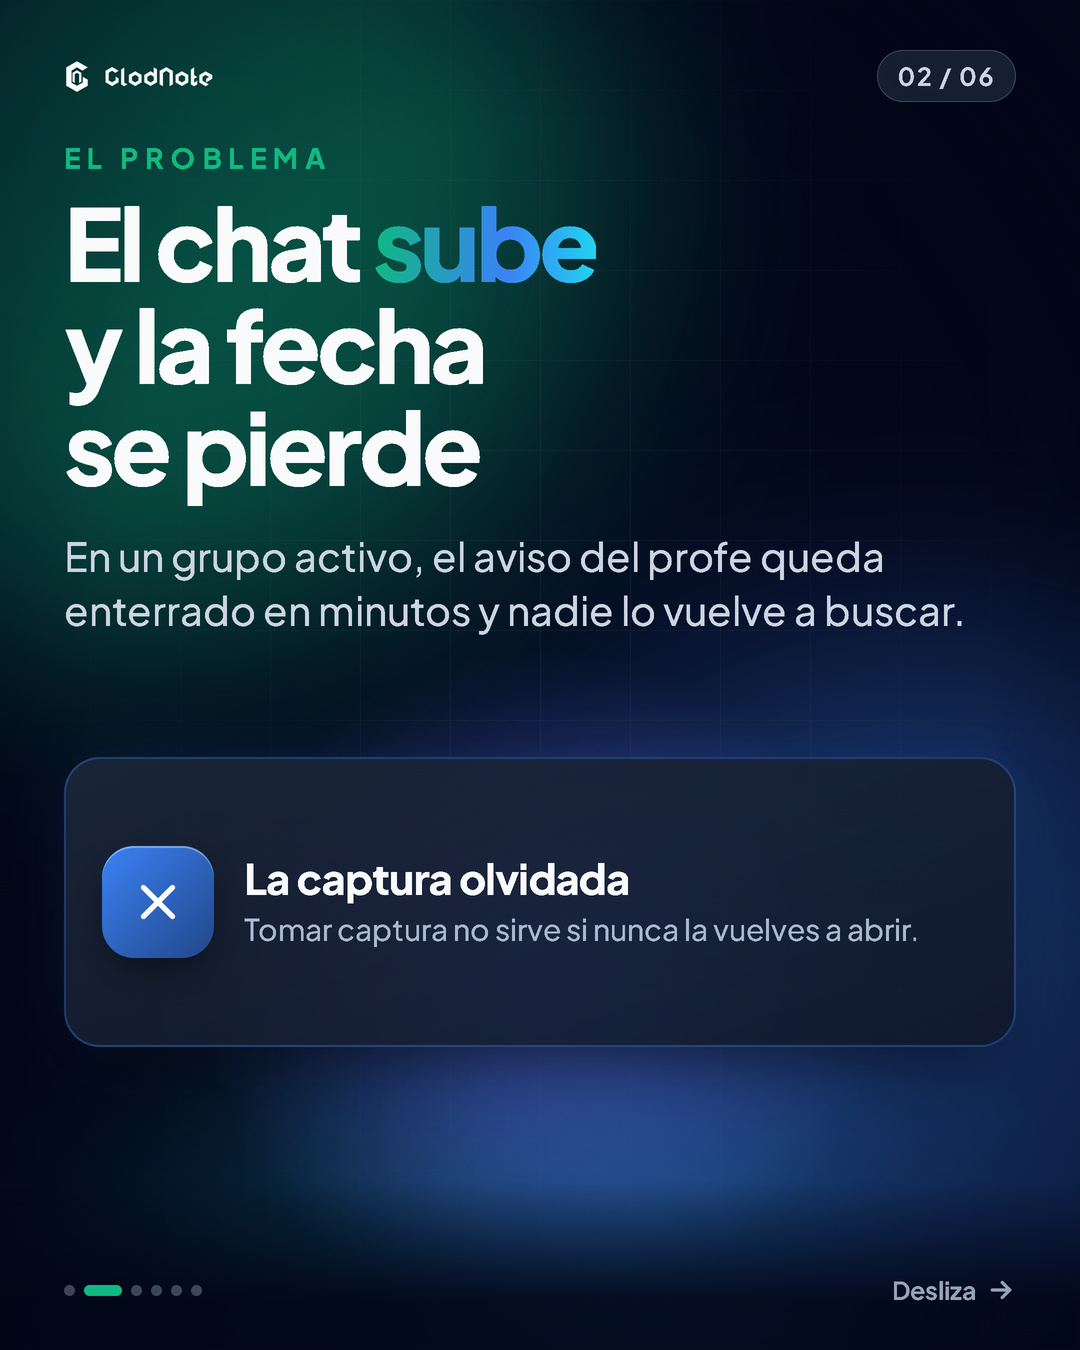 ClodNote
02 / 06
EL PROBLEMA
El chat sube
y la fecha
se pierde
En un grupo activo, el aviso del profe queda
enterrado en minutos y nadie lo vuelve a buscar.
La captura olvidada
Tomar captura no sirve si nunca la vuelves a abrir.
Desliza →